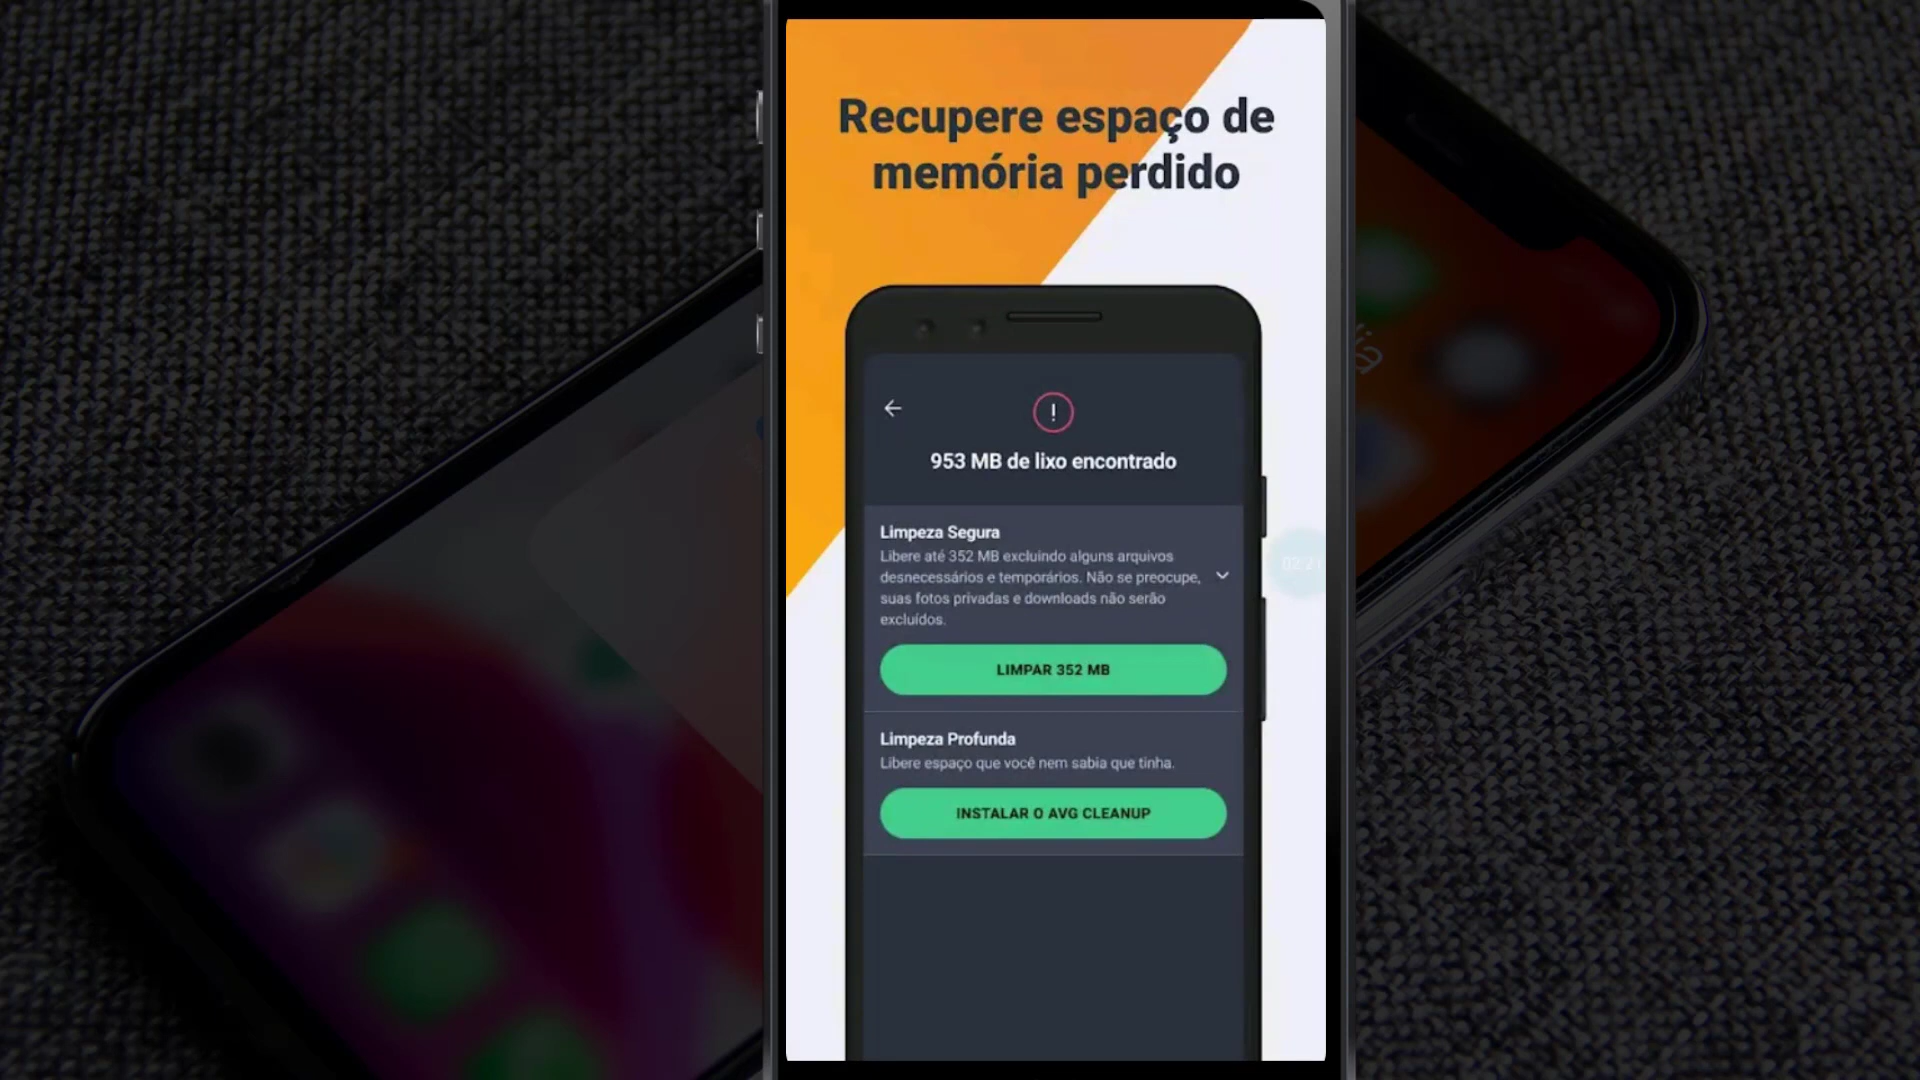 Recupere espaço de
memória perdido
953 MB de lixo encontrado
Limpeza Segura
Libere até 352 MB excluindo alguns arquivos
desnecessários e temporários. Não se preocupe,
suas fotos privadas e downloads não serão
excluídos.
LIMPAR 352 MB
Limpeza Profunda
Libere espaço que você nem sabia que tinha.
INSTALAR O AVG CLEANUP
02:21